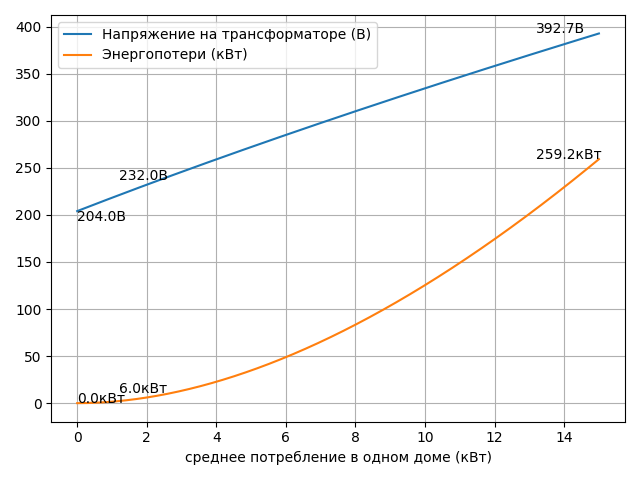 400
350
300
250
200
150
100
50
0
Напряжение на трансформаторе (В)
Энергопотери (кВт)
392.7В
232.0В
204.0В
259.2кВт
6.0кВт
0.0кВт
0 2 4 6 8 10 12 14
среднее потребление в одном доме (кВт)